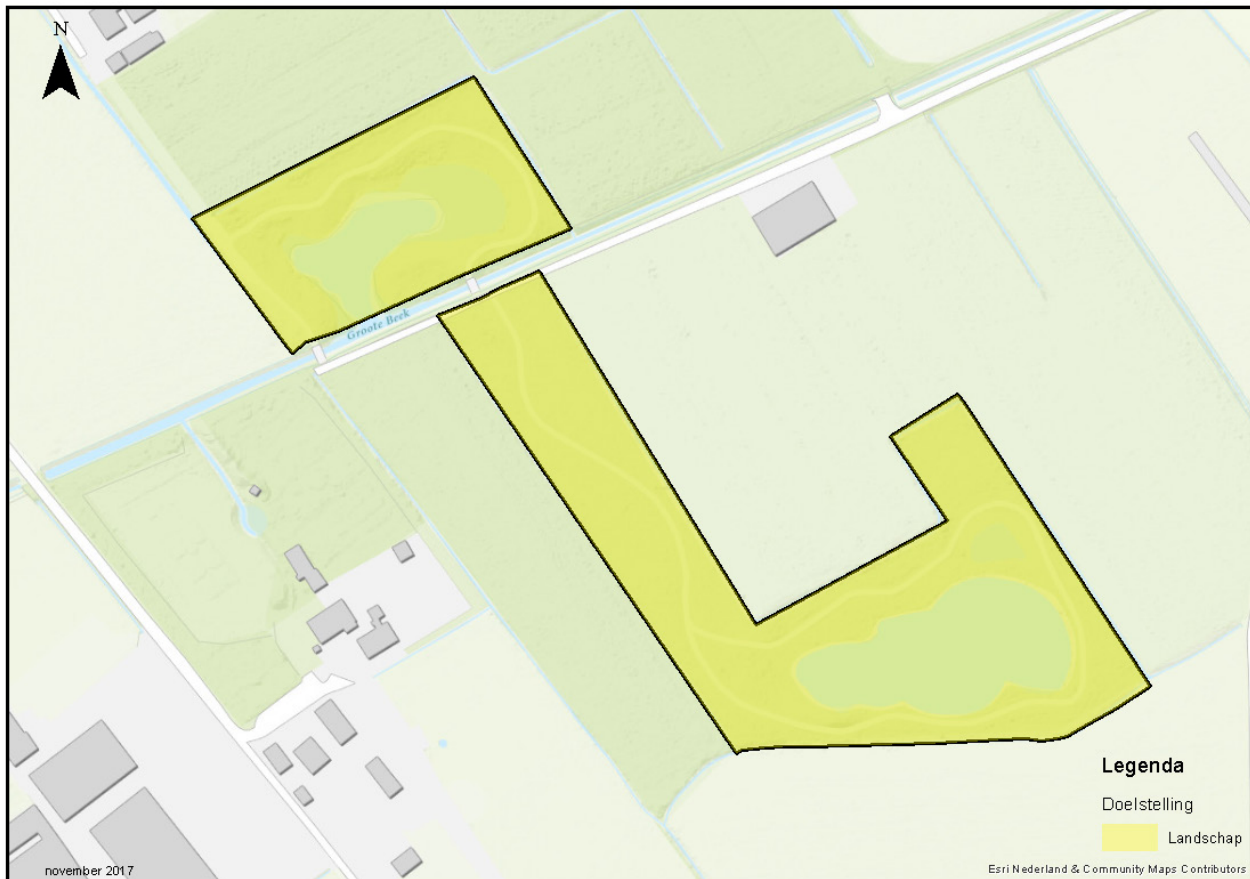 N
Groote Beek
Legenda
Doelstelling
Landschap
november 2017
Esri Nederland & Community Maps Contributors